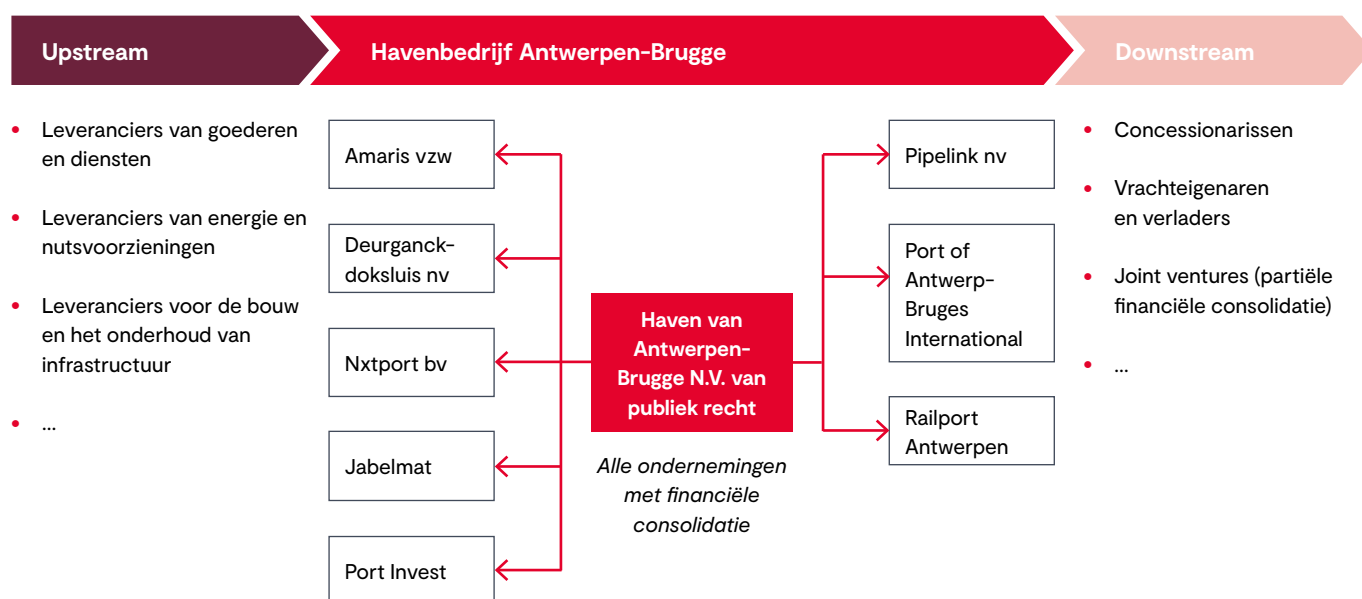 Upstream
Havenbedrijf Antwerpen-Brugge
Downstream
• Leveranciers van goederen
en diensten
• Leveranciers van energie en
nutsvoorzieningen
• Leveranciers voor de bouw
en het onderhoud van
infrastructuur
• ...
Amaris vzw
Deurganck-
doksluis nv
Nxtport bv
Jabelmat
Port Invest
Haven van
Antwerpen-
Brugge N.V. van
publiek recht
Alle ondernemingen
met financiële
consolidatie
Pipelink nv
Port of
Antwerp-
Bruges
International
Railport
Antwerpen
• Concessionarissen
• Vrachteigenaren
en verladers
• Joint ventures (partiële
financiële consolidatie)
• ...